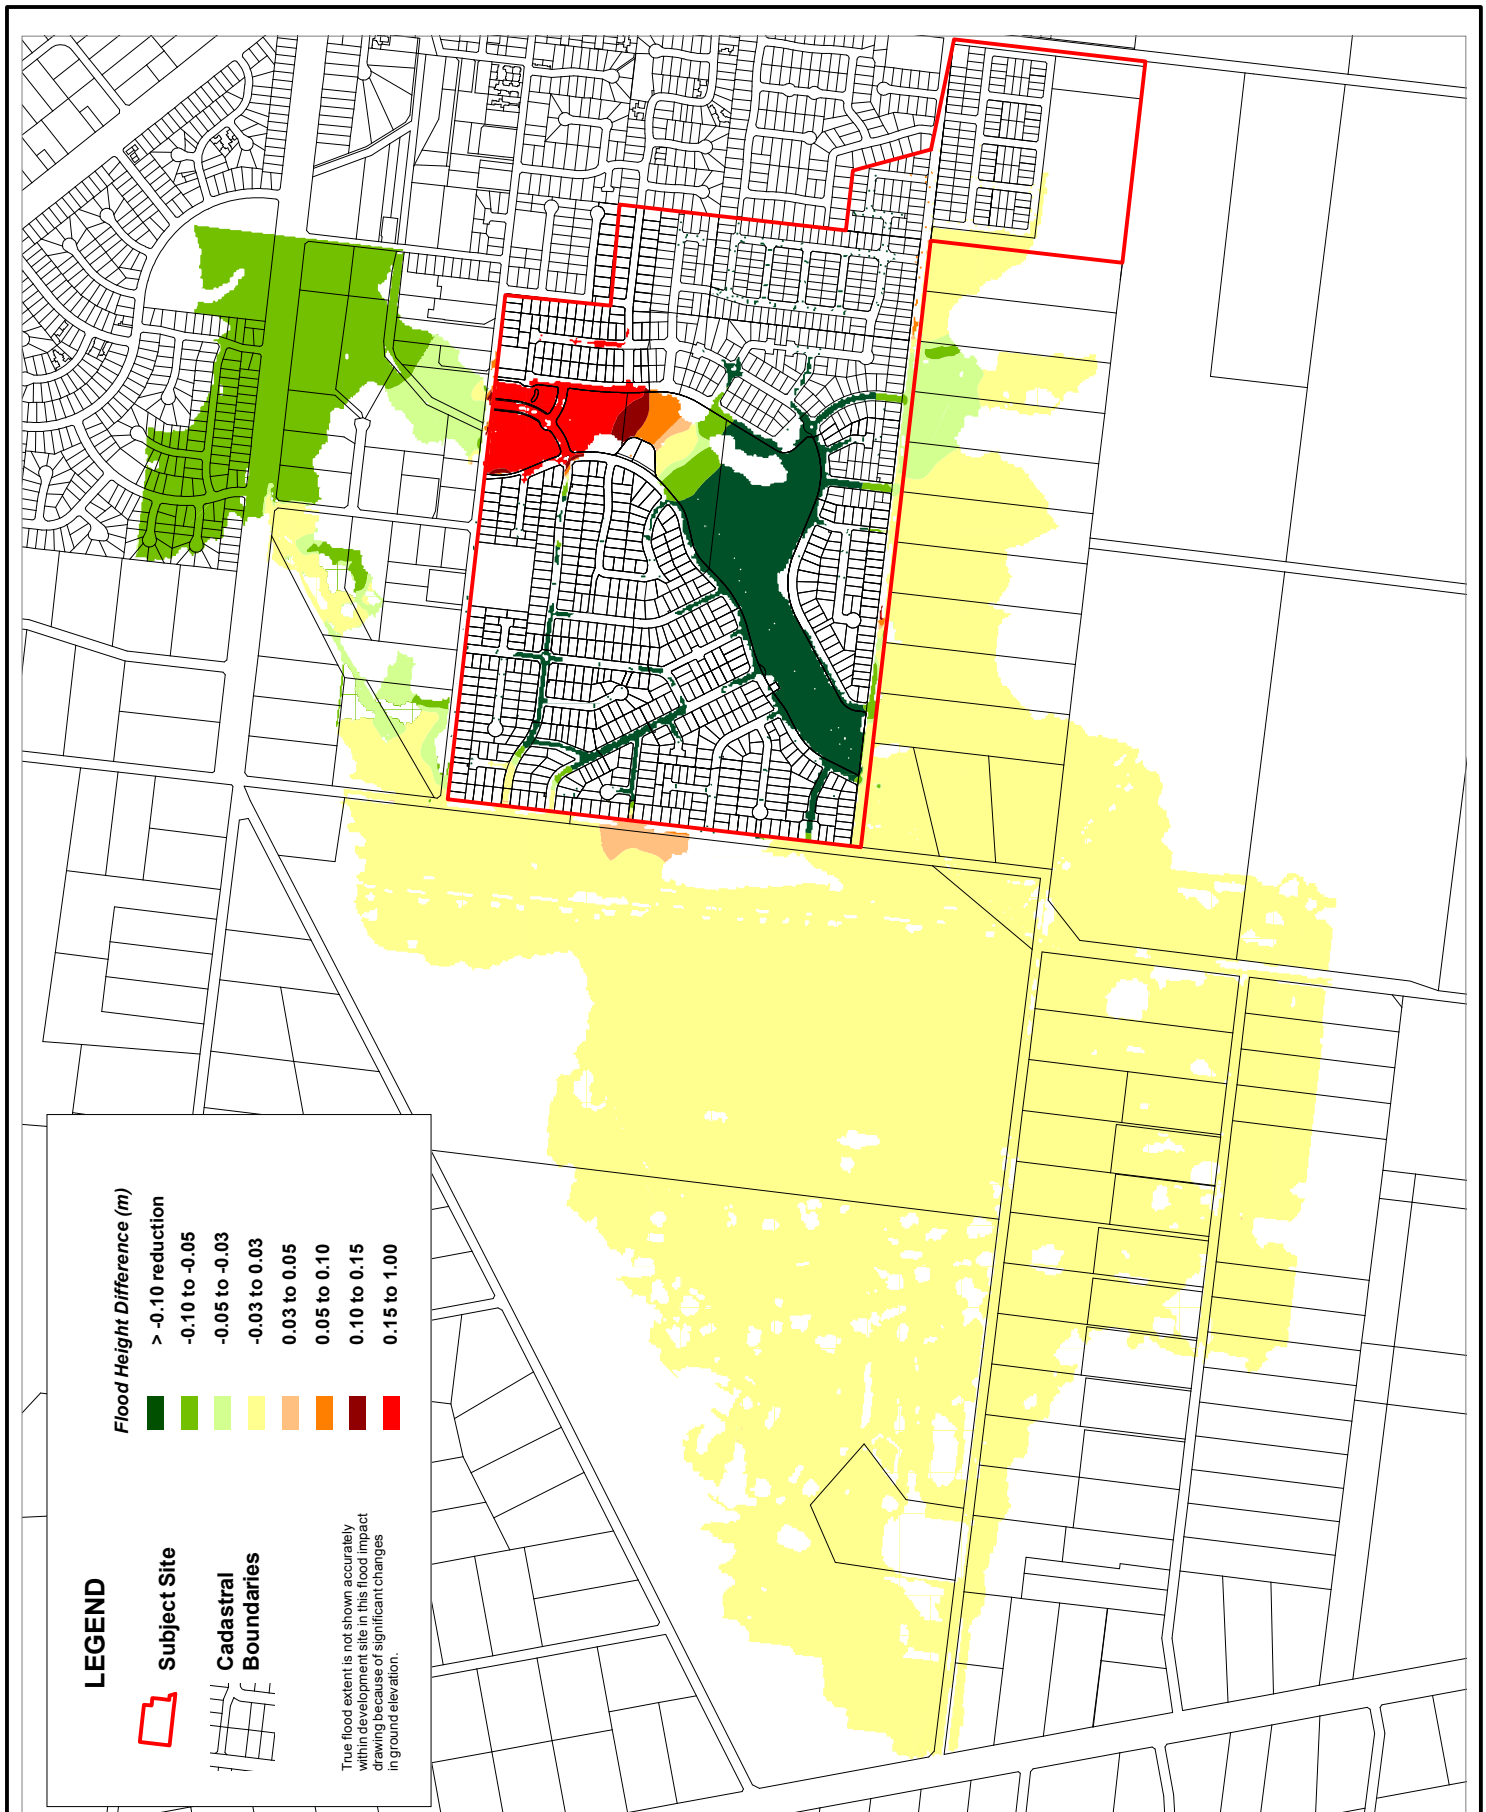 LEGEND
Subject Site
Cadastral
Boundaries
True flood extent is not shown accurately
within development site in this flood impact
drawing because of significant changes
in ground elevation.
Flood Height Difference (m)
> -0.10 reduction
-0.10 to -0.05
-0.05 to -0.03
-0.03 to 0.03
0.03 to 0.05
0.05 to 0.10
0.10 to 0.15
0.15 to 1.00